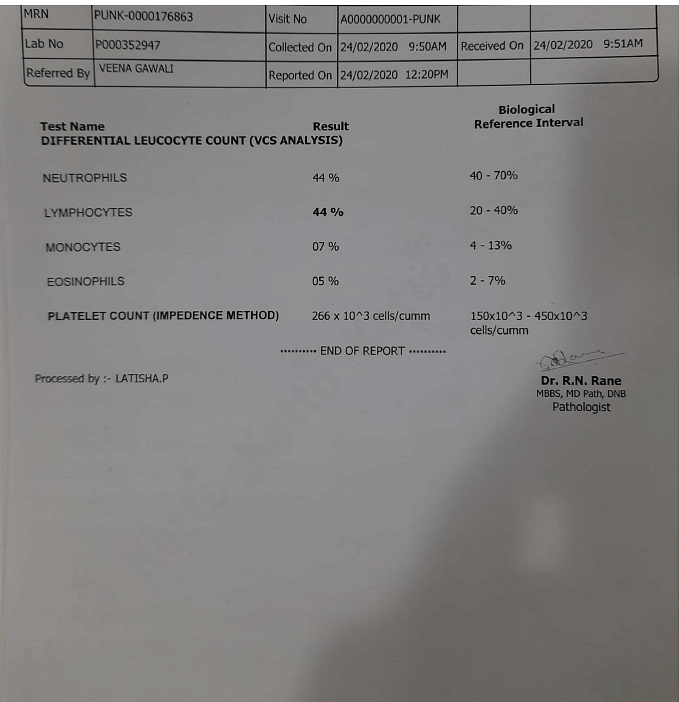 MRN PUNK-0000176863 Visit No A0000000001-PUNK
Lab No P000352947 Collected On 24/02/2020 9:50AM Received On 24/02/2020 9:51AM
Referred By VEENA GAWALI Reported On 24/02/2020 12:20PM
Test Name Result Biological Reference Interval
DIFFERENTIAL LEUCOCYTE COUNT (VCS ANALYSIS)
NEUTROPHILS 44 % 40 - 70%
LYMPHOCYTES 44 % 20 - 40%
MONOCYTES 07 % 4 - 13%
EOSINOPHILS 05 % 2 - 7%
PLATELET COUNT (IMPEDENCE METHOD) 266 x 10^3 cells/cumm 150x10^3 - 450x10^3
cells/cumm
·········· END OF REPORT ··········
Processed by :- LATISHA.P
Dr. R.N. Rane
MBBS, MD Path, DNB
Pathologist
Ketto Ketto Ketto